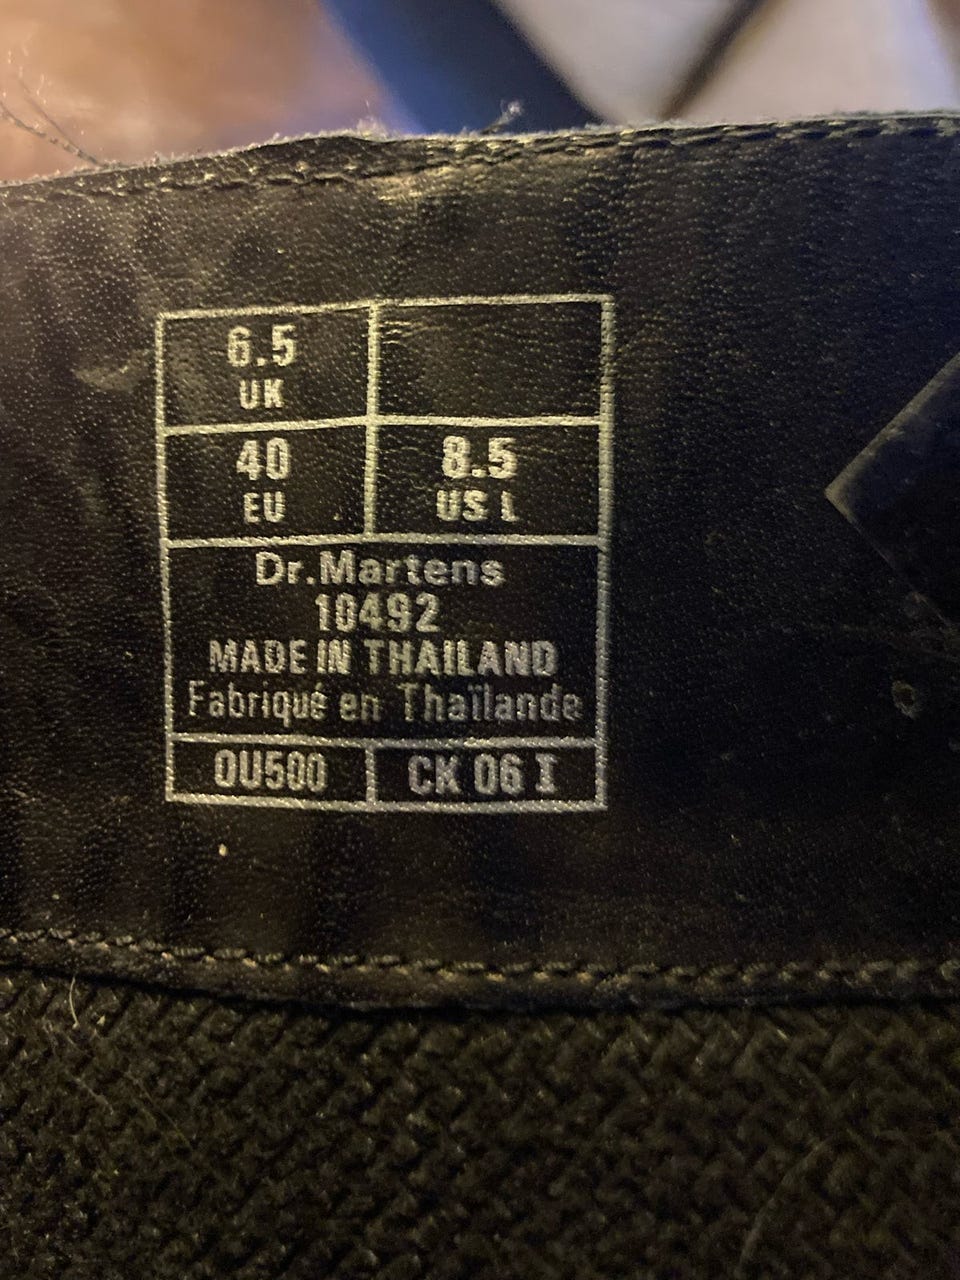 6.5
UK
40
EU
8.5
US L
Dr.Martens
10492
MADE IN THAILAND
Fabriqué en Thaïlande
OU500
CK 06 I